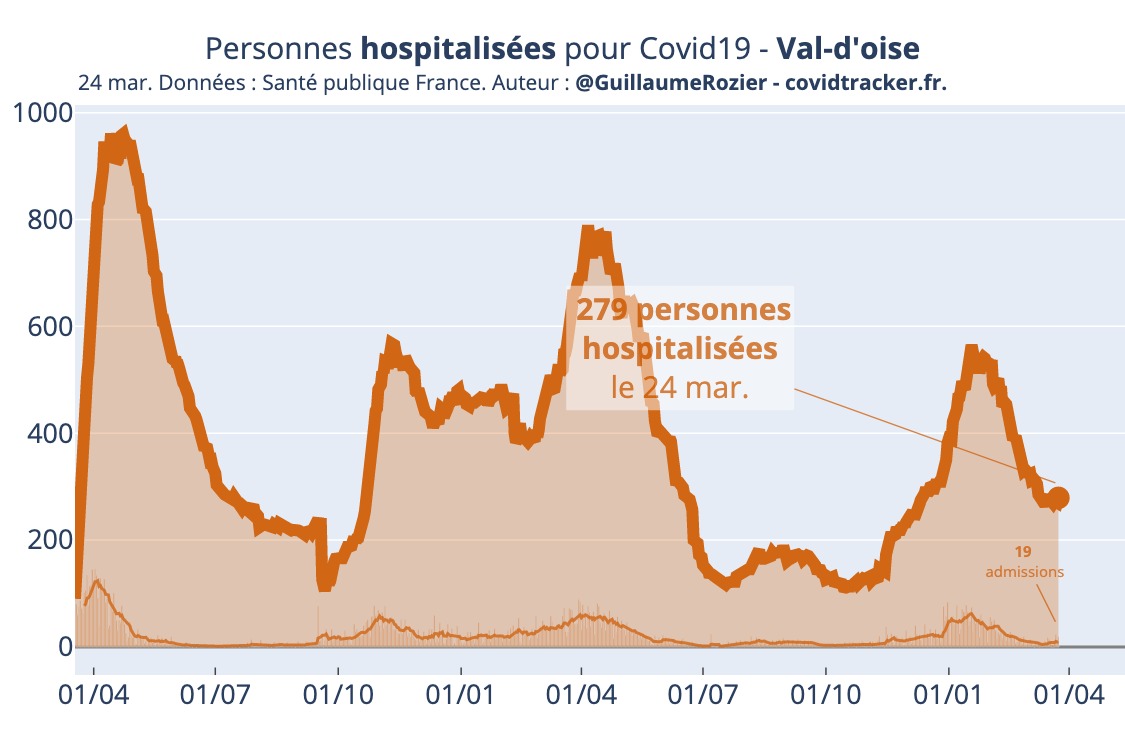 Personnes hospitalisées pour Covid19 - Val-d'oise
24 mar. Données : Santé publique France. Auteur : @GuillaumeRozier - covidtracker.fr.
1000
800
600
400
200
0
279 personnes
hospitalisées
le 24 mar.
19
admissions
01/04 01/07 01/10 01/01 01/04 01/07 01/10 01/01 01/04